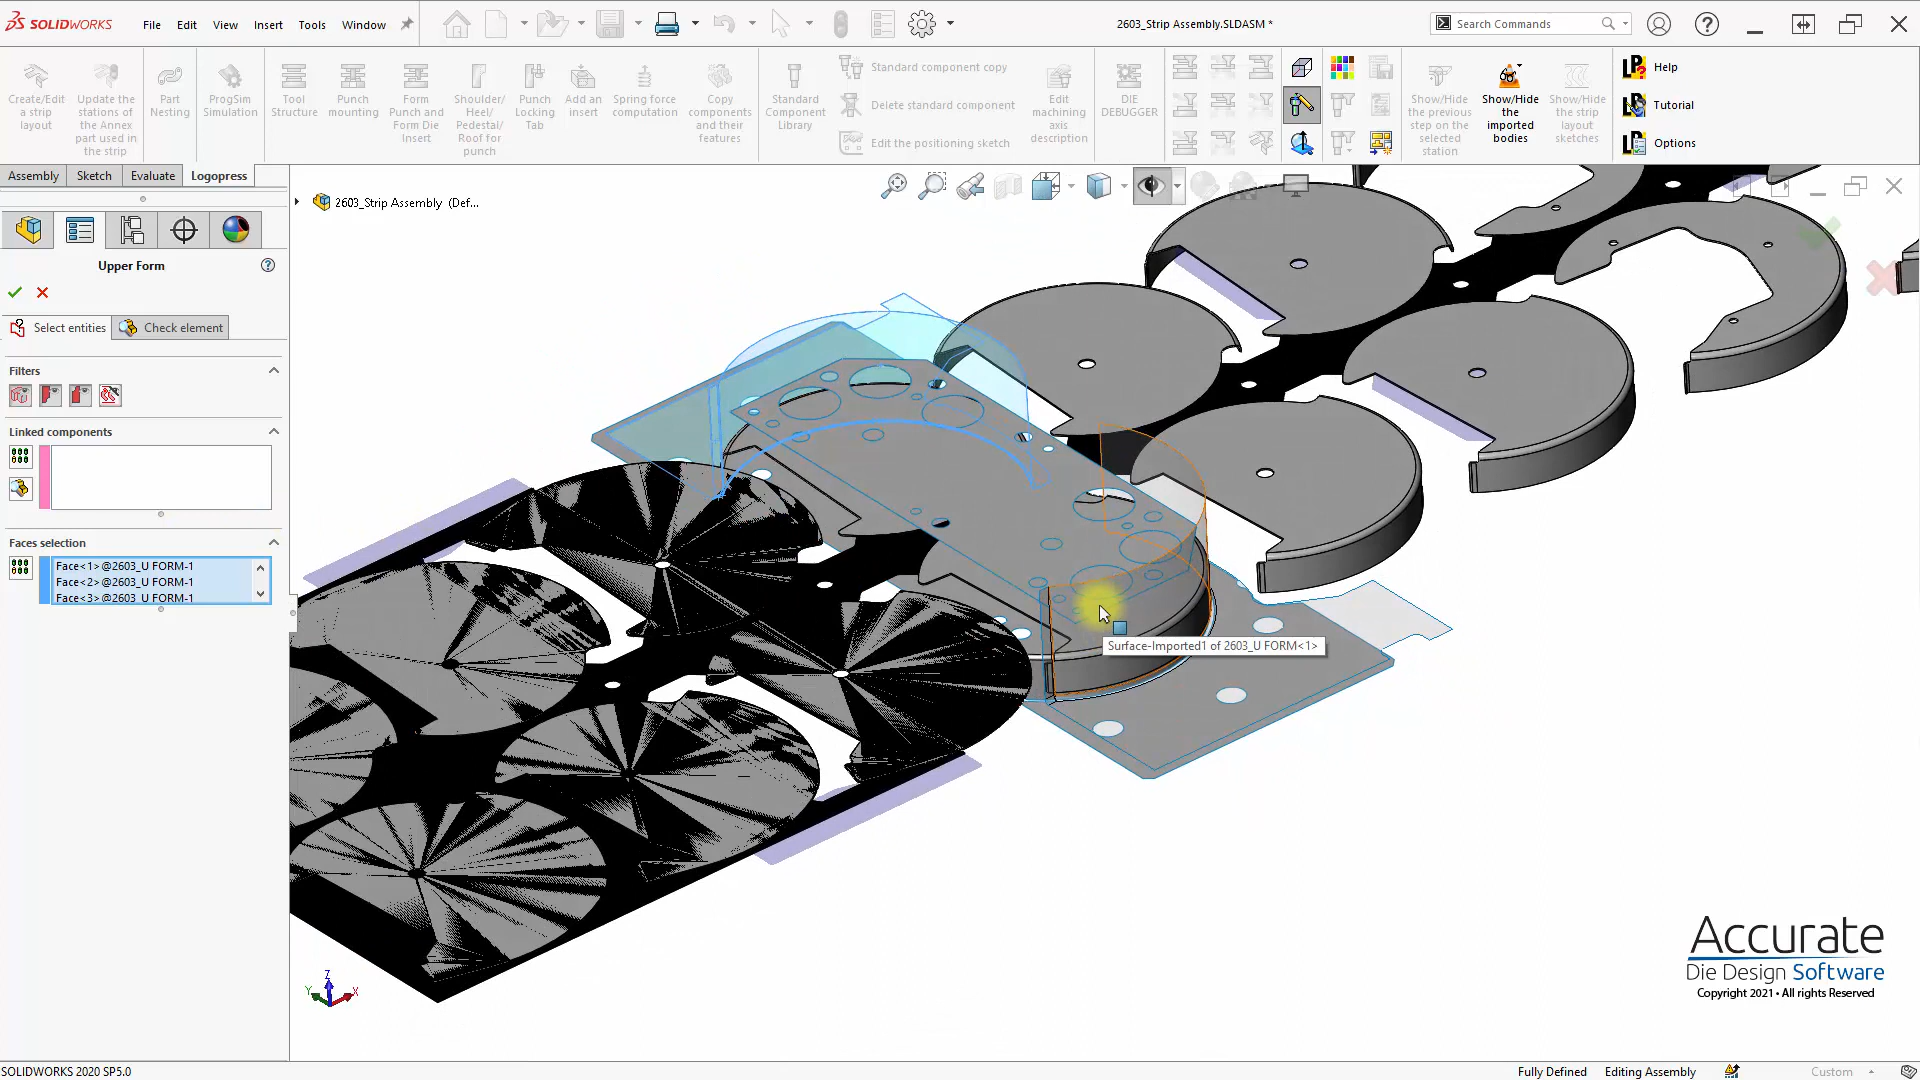 SOLIDWORKS
File
Edit
View
Insert
Tools
Window
2603_Strip Assembly.SLDASM *
Search Commands
Create/Edit
a strip
layout
Update the
stations of
the Annex
part used in
the strip
Part
Nesting
ProgSim
Simulation
Tool
Structure
Punch
mounting
Form
Punch and
Form Die
Insert
Shoulder/
Heel/
Pedestal/
Roof for
punch
Punch
Locking
Tab
Add an
insert
Spring force
computation
Copy
components
and their
features
Standard
Component
Library
Standard component copy
Delete standard component
Edit the positioning sketch
Edit
machining
axis
description
DIE
DEBUGGER
Show/Hide
the previous
step on the
selected
station
Show/Hide
the
imported
bodies
Show/Hide
the strip
layout
sketches
Help
Tutorial
Options
Assembly
Sketch
Evaluate
Logopress
2603_Strip Assembly (Def...
Upper Form
Select entities
Check element
Filters
Linked components
Faces selection
Face<1> @2603_U FORM-1
Face<2> @2603_U FORM-1
Face<3> @2603_U FORM-1
Surface-Imported1 of 2603_U FORM<1>
Z
Y
X
Accurate
Die Design Software
Copyright 2021 • All rights Reserved
SOLIDWORKS 2020 SP5.0
Fully Defined
Editing Assembly
Custom